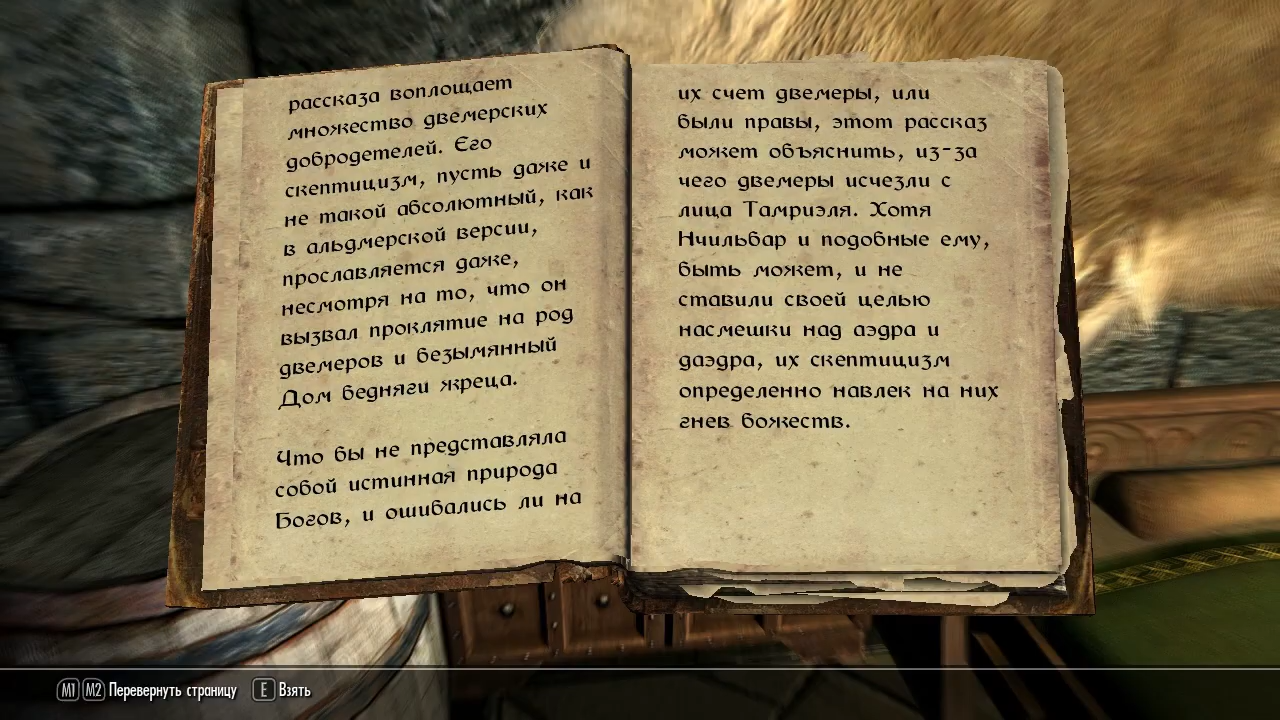 рассказа воплощает
множество двемерских
добродетелей. Его
скептицизм, пусть даже и
не такой абсолютный, как
в альдмерской версии,
прославляется даже,
несмотря на то, что он
вызвал проклятие на род
двемеров и безымянный
Дом бедняги жреца.
Что бы не представляла
собой истинная природа
Богов, и ошибались ли на
их счет двемеры, или
были правы, этот рассказ
может объяснить, из-за
чего двемеры исчезли с
лица Тамриэля. Хотя
Нчильбар и подобные ему,
быть может, и не
ставили своей целью
насмешки над аэдра и
даэдра, их скептицизм
определенно навлек на них
гнев божеств.
M1 M2 Перевернуть страницу E Взять